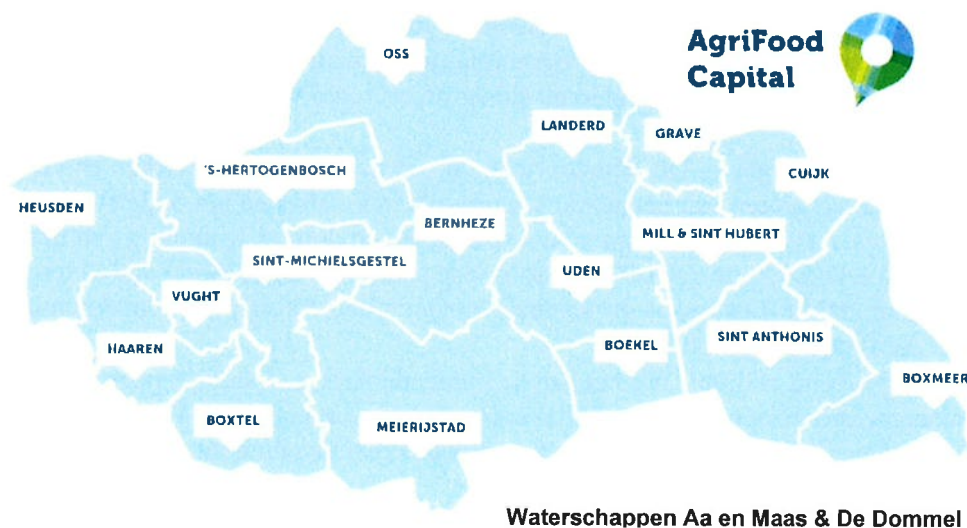 OSS
AgriFood
Capital
LANDERD
GRAVE
'S-HERTOGENBOSCH
CUIJK
HEUSDEN
BERNHEZE
MILL & SINT HUBERT
SINT-MICHIELSGESTEL
UDEN
VUGHT
SINT ANTHONIS
HAAREN
BOEKEL
BOXMEER
BOXTEL
MEIERIJSTAD
Waterschappen Aa en Maas & De Dommel